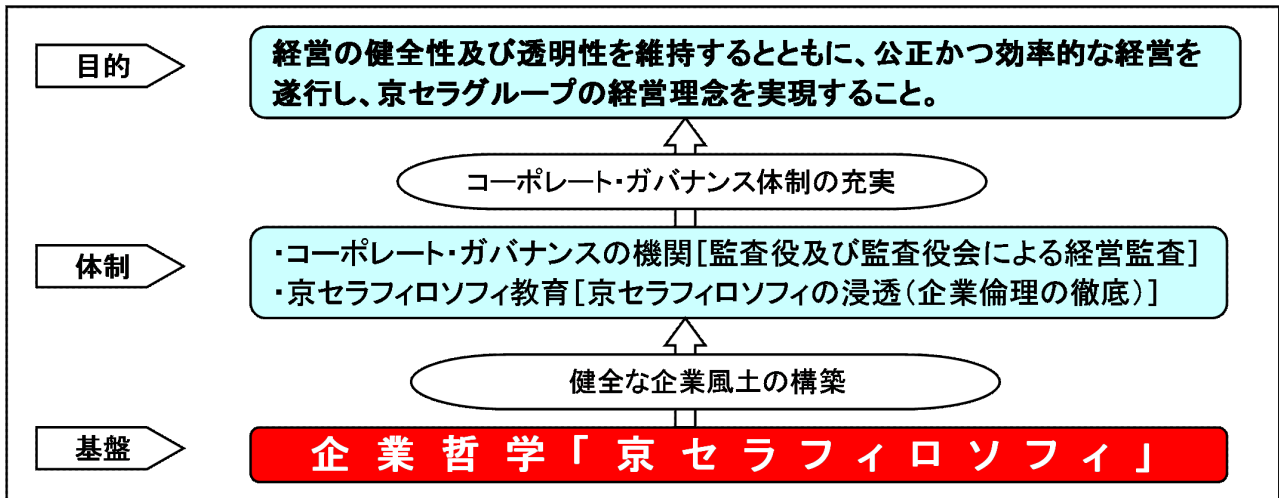 目的
経営の健全性及び透明性を維持するとともに、公正かつ効率的な経営を
遂行し、京セラグループの経営理念を実現すること。
コーポレート・ガバナンス体制の充実
体制
・コーポレート・ガバナンスの機関[監査役及び監査役会による経営監査]
・京セラフィロソフィ教育[京セラフィロソフィの浸透(企業倫理の徹底)]
健全な企業風土の構築
基盤
企業哲学「京セラフィロソフィ」